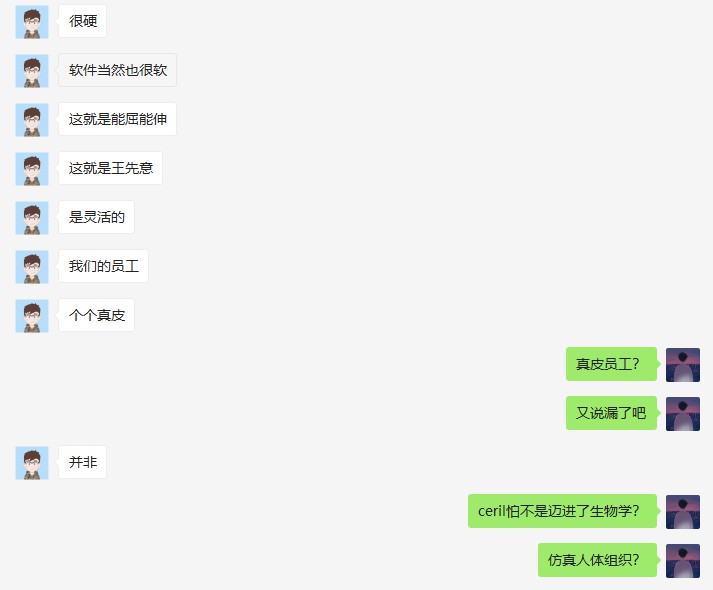 很硬
软件当然也很软
这就是能屈能伸
这就是王先意
是灵活的
我们的员工
个个真皮
真皮员工？
又说漏了吧
并非
ceril怕不是迈进了生物学？
仿真人体组织？